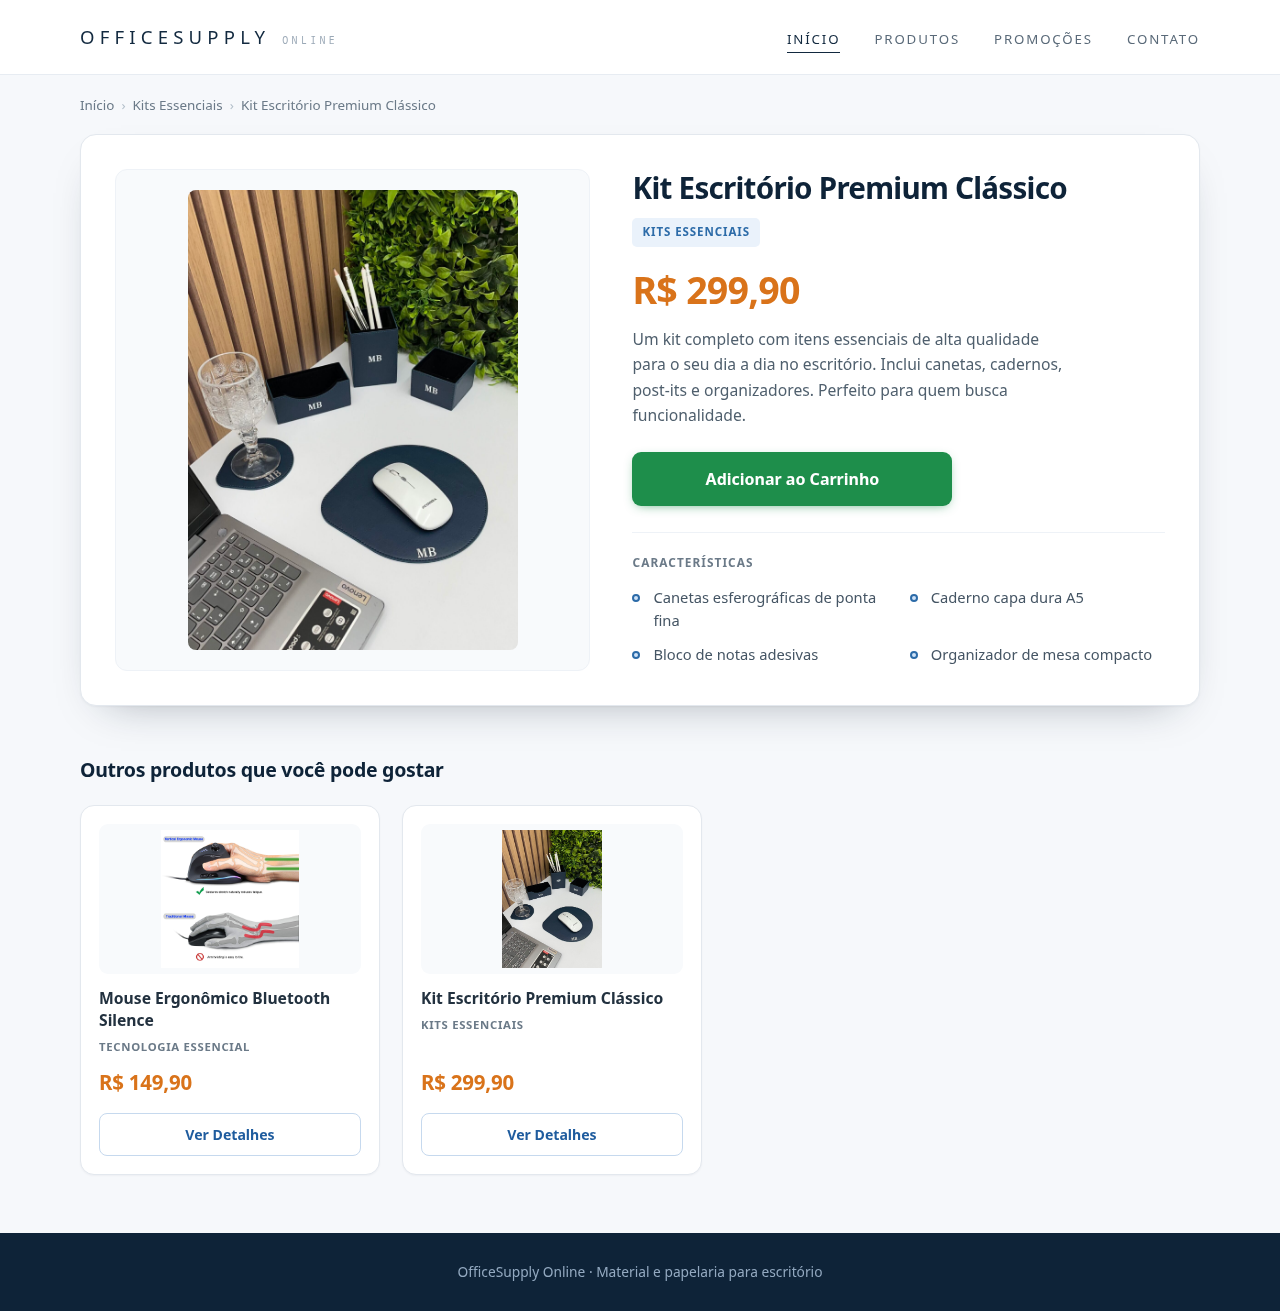 OFFICESUPPLY ONLINE
INÍCIO PRODUTOS PROMOÇÕES CONTATO
Início › Kits Essenciais › Kit Escritório Premium Clássico
MB
MB
MB
MB
MB
Lenovo
Kit Escritório Premium Clássico
KITS ESSENCIAIS
R$ 299,90
Um kit completo com itens essenciais de alta qualidade
para o seu dia a dia no escritório. Inclui canetas, cadernos,
post-its e organizadores. Perfeito para quem busca
funcionalidade.
Adicionar ao Carrinho
CARACTERÍSTICAS
Canetas esferográficas de ponta
fina
Caderno capa dura A5
Bloco de notas adesivas
Organizador de mesa compacto
Outros produtos que você pode gostar
Traditional Mouse
Mouse Ergonômico Bluetooth
Silence
TECNOLOGIA ESSENCIAL
R$ 149,90
Ver Detalhes
Kit Escritório Premium Clássico
KITS ESSENCIAIS
R$ 299,90
Ver Detalhes
OfficeSupply Online · Material e papelaria para escritório